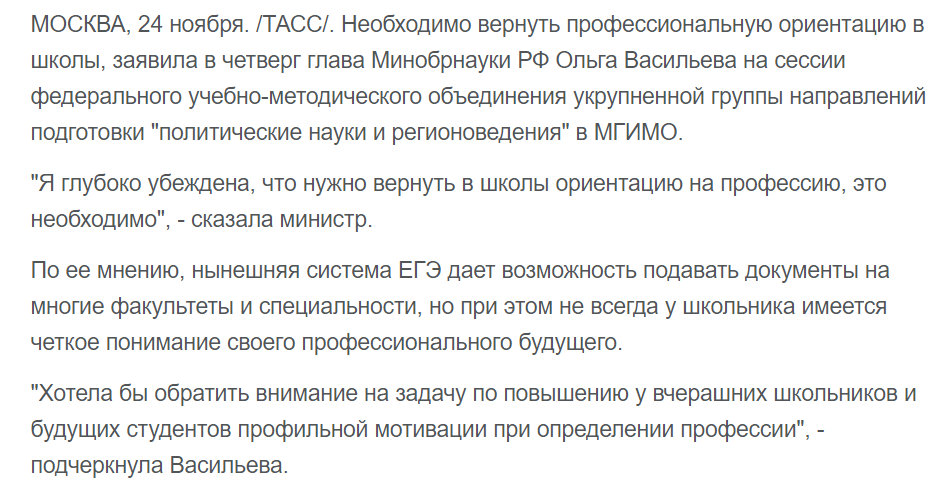 МОСКВА, 24 ноября. /ТАСС/. Необходимо вернуть профессиональную ориентацию в
школы, заявила в четверг глава Минобрнауки РФ Ольга Васильева на сессии
федерального учебно-методического объединения укрупненной группы направлений
подготовки "политические науки и регионоведения" в МГИМО.
"Я глубоко убеждена, что нужно вернуть в школы ориентацию на профессию, это
необходимо", - сказала министр.
По ее мнению, нынешняя система ЕГЭ дает возможность подавать документы на
многие факультеты и специальности, но при этом не всегда у школьника имеется
четкое понимание своего профессионального будущего.
"Хотела бы обратить внимание на задачу по повышению у вчерашних школьников и
будущих студентов профильной мотивации при определении профессии", -
подчеркнула Васильева.